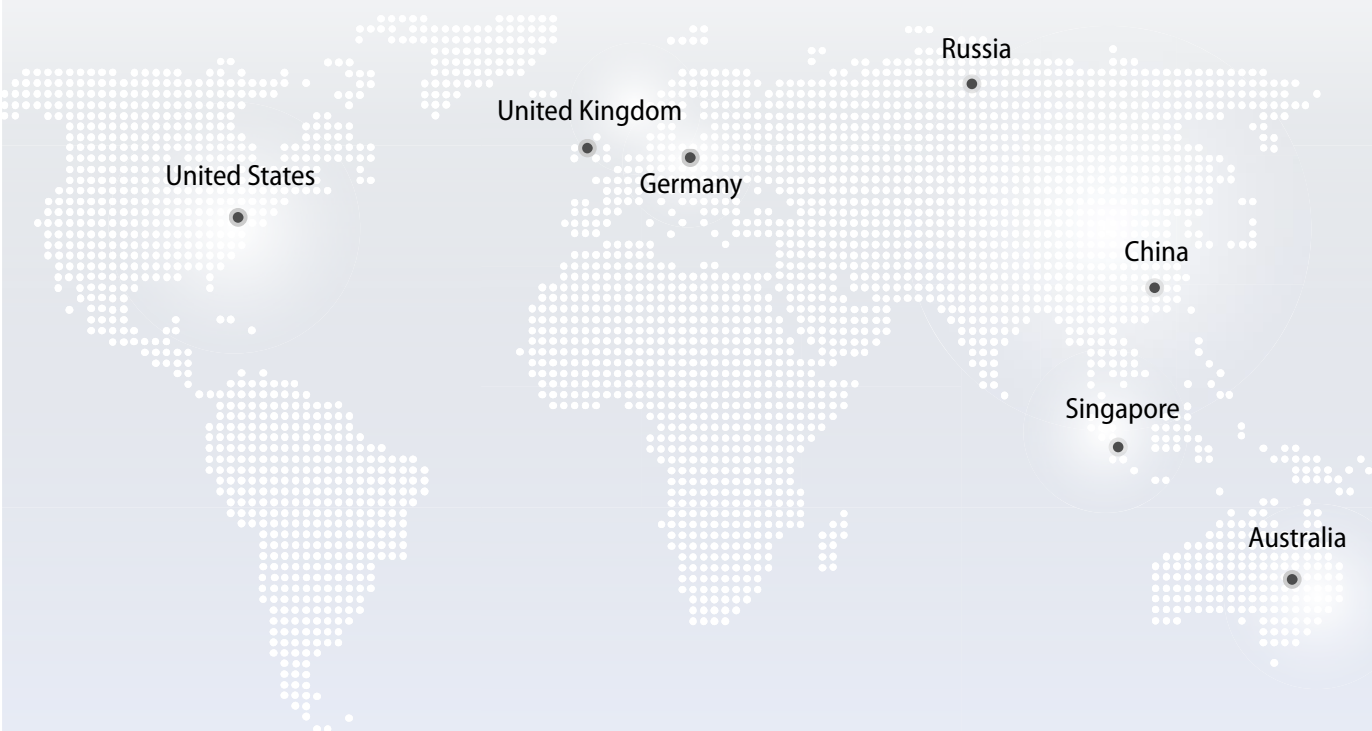 Russia
United Kingdom
United States
Germany
China
Singapore
Australia